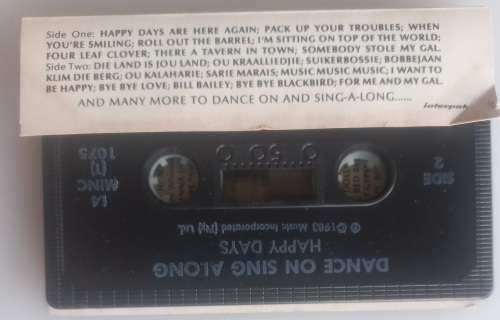 Side One: HAPPY DAYS ARE HERE AGAIN; PACK UP YOUR TROUBLES; WHEN
YOU'RE SMILING; ROLL OUT THE BARREL; I'M SITTING ON TOP OF THE WORLD;
FOUR LEAF CLOVER; THERE A TAVERN IN TOWN; SOMEBODY STOLE MY GAL.
Side Two: DIE LAND IS JOU LAND; OU KRAALLIEDJIE; SUIKERBOSSIE; BOBBEJAAN
KLIM DIE BERG; OU KALAHARIE; SARIE MARAIS; MUSIC MUSIC MUSIC; I WANT TO
BE HAPPY; BYE BYE LOVE; BILL BAILEY; BYE BYE BLACKBIRD; FOR ME AND MY GAL.
AND MANY MORE TO DANCE ON AND SING-A-LONG......
interpak
DANCE ON SING ALONG
HAPPY DAYS
℗©1983 Music Incorporated (Pty) Ltd.
SIDE
2
MINC
1075